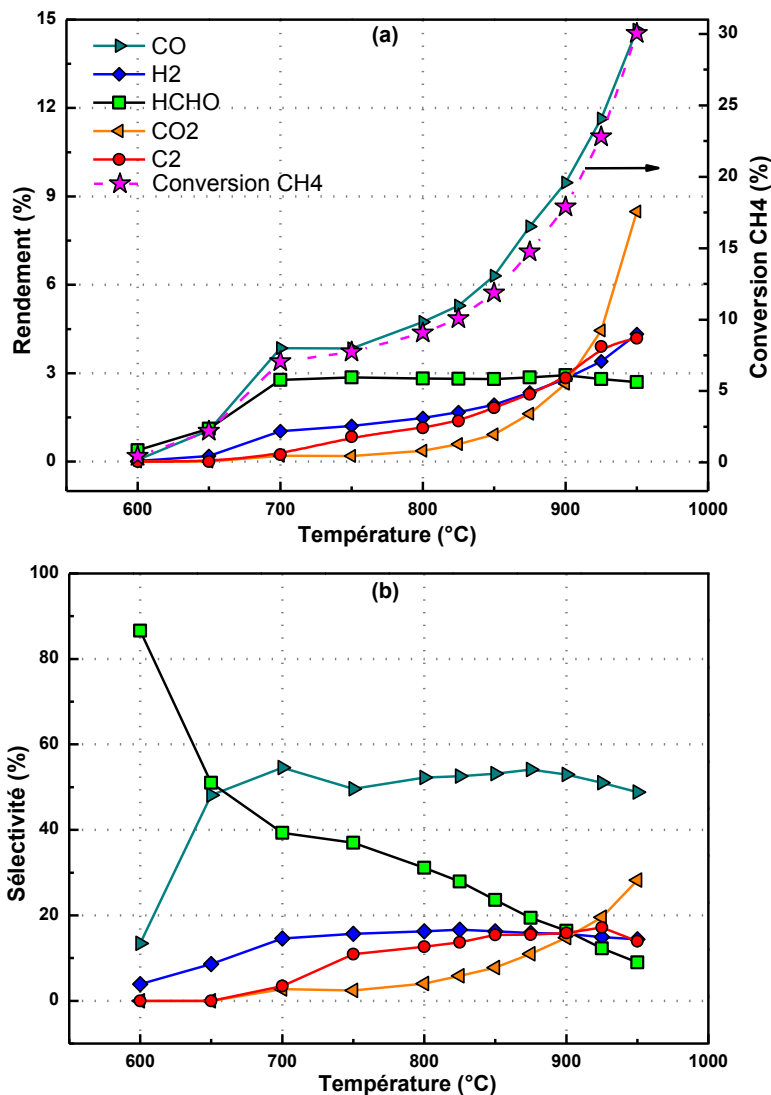 (a)
CO
H2
HCHO
CO2
C2
Conversion CH4
15
12
9
6
3
0
Rendement (%)
30
25
20
15
10
5
0
Conversion CH4 (%)
600
700
800
900
1000
Température (°C)
(b)
100
80
60
40
20
0
Sélectivité (%)
600
700
800
900
1000
Température (°C)